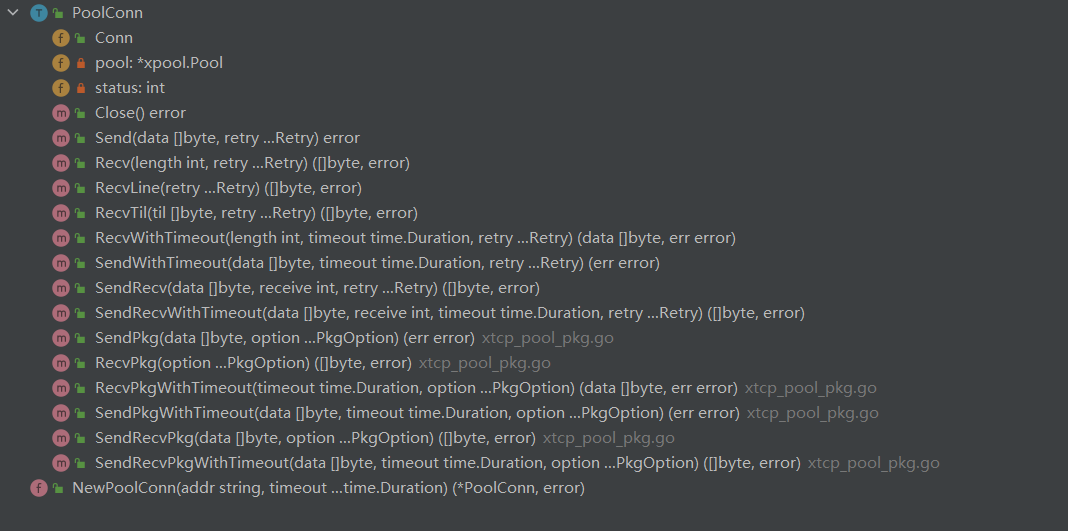 PoolConn
Conn
pool: *xpool.Pool
status: int
Close() error
Send(data []byte, retry ...Retry) error
Recv(length int, retry ...Retry) ([]byte, error)
RecvLine(retry ...Retry) ([]byte, error)
RecvTil(til []byte, retry ...Retry) ([]byte, error)
RecvWithTimeout(length int, timeout time.Duration, retry ...Retry) (data []byte, err error)
SendWithTimeout(data []byte, timeout time.Duration, retry ...Retry) (err error)
SendRecv(data []byte, receive int, retry ...Retry) ([]byte, error)
SendRecvWithTimeout(data []byte, receive int, timeout time.Duration, retry ...Retry) ([]byte, error)
SendPkg(data []byte, option ...PkgOption) (err error) xtcp_pool_pkg.go
RecvPkg(option ...PkgOption) ([]byte, error) xtcp_pool_pkg.go
RecvPkgWithTimeout(timeout time.Duration, option ...PkgOption) (data []byte, err error) xtcp_pool_pkg.go
SendPkgWithTimeout(data []byte, timeout time.Duration, option ...PkgOption) (err error) xtcp_pool_pkg.go
SendRecvPkg(data []byte, option ...PkgOption) ([]byte, error) xtcp_pool_pkg.go
SendRecvPkgWithTimeout(data []byte, timeout time.Duration, option ...PkgOption) ([]byte, error) xtcp_pool_pkg.go
NewPoolConn(addr string, timeout ...time.Duration) (*PoolConn, error)